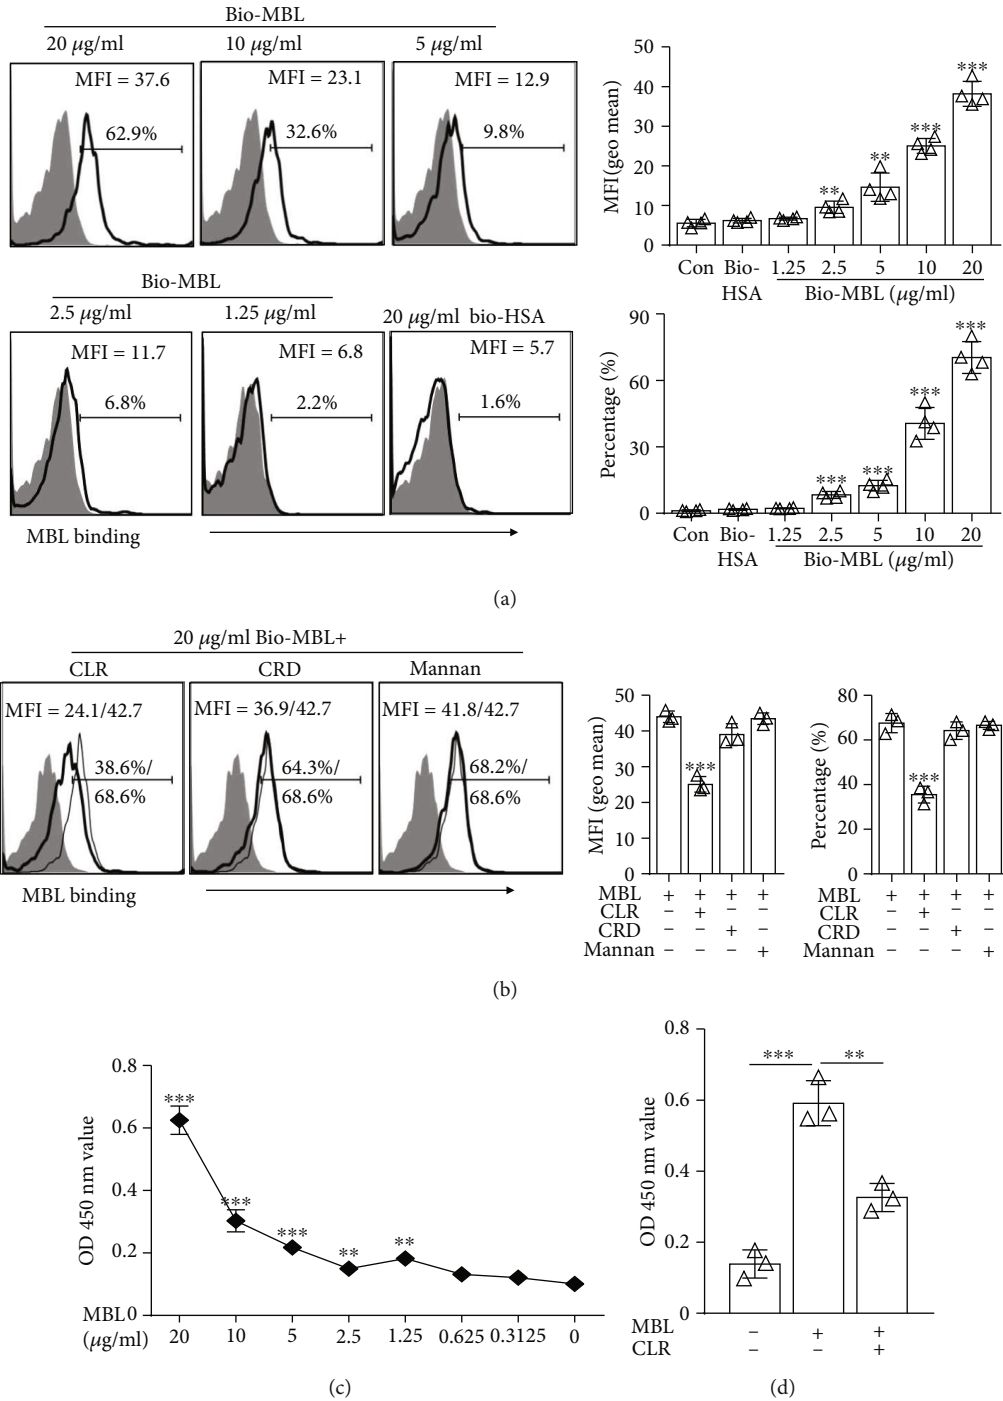 Bio-MBL
20 μg/ml 10 μg/ml 5 μg/ml
MFI = 37.6 MFI = 23.1 MFI = 12.9
62.9% 32.6% 9.8%
Bio-MBL
2.5 μg/ml 1.25 μg/ml 20 μg/ml bio-HSA
MFI = 11.7 MFI = 6.8 MFI = 5.7
6.8% 2.2% 1.6%
MBL binding
MFI(geo mean)
50
40
30
20
10
0
** ** *** ***
Con Bio-HSA 1.25 2.5 5 10 20
Bio-MBL (μg/ml)
Percentage (%)
90
60
30
0
*** *** *** ***
Con Bio-HSA 1.25 2.5 5 10 20
Bio-MBL (μg/ml)
(a)
20 μg/ml Bio-MBL+
CLR CRD Mannan
MFI = 24.1/42.7 MFI = 36.9/42.7 MFI = 41.8/42.7
38.6%/ 64.3%/ 68.2%/
68.6% 68.6% 68.6%
MBL binding
MFI (geo mean)
50
40
30
20
10
0
***
MBL + + + +
CLR − + − −
CRD − − + −
Mannan − − − +
Percentage (%)
80
60
40
20
0
***
MBL + + + +
CLR − + − −
CRD − − + −
Mannan − − − +
(b)
OD 450 nm value
0.8
0.6
0.4
0.2
0
*** *** *** ** **
MBL
(μg/ml) 20 10 5 2.5 1.25 0.625 0.3125 0
(c)
OD 450 nm value
0.8
0.6
0.4
0.2
0
*** **
MBL − + +
CLR − − +
(d)